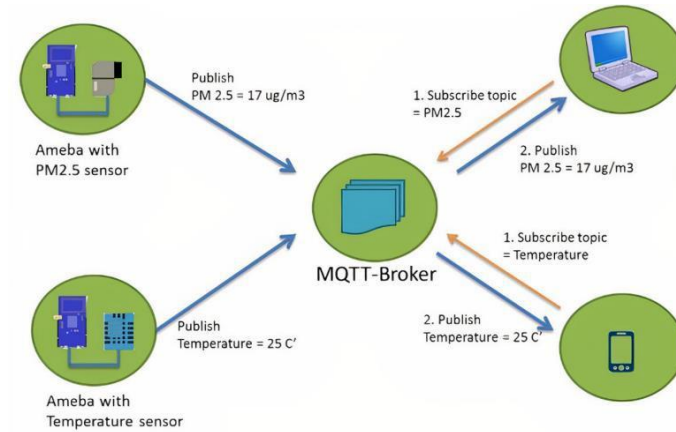 Publish
PM 2.5 = 17 ug/m3
Ameba with
PM2.5 sensor
1. Subscribe topic
= PM2.5
2. Publish
PM 2.5 = 17 ug/m3
MQTT-Broker
1. Subscribe topic
= Temperature
Publish
Temperature = 25 C'
2. Publish
Temperature = 25 C'
Ameba with
Temperature sensor